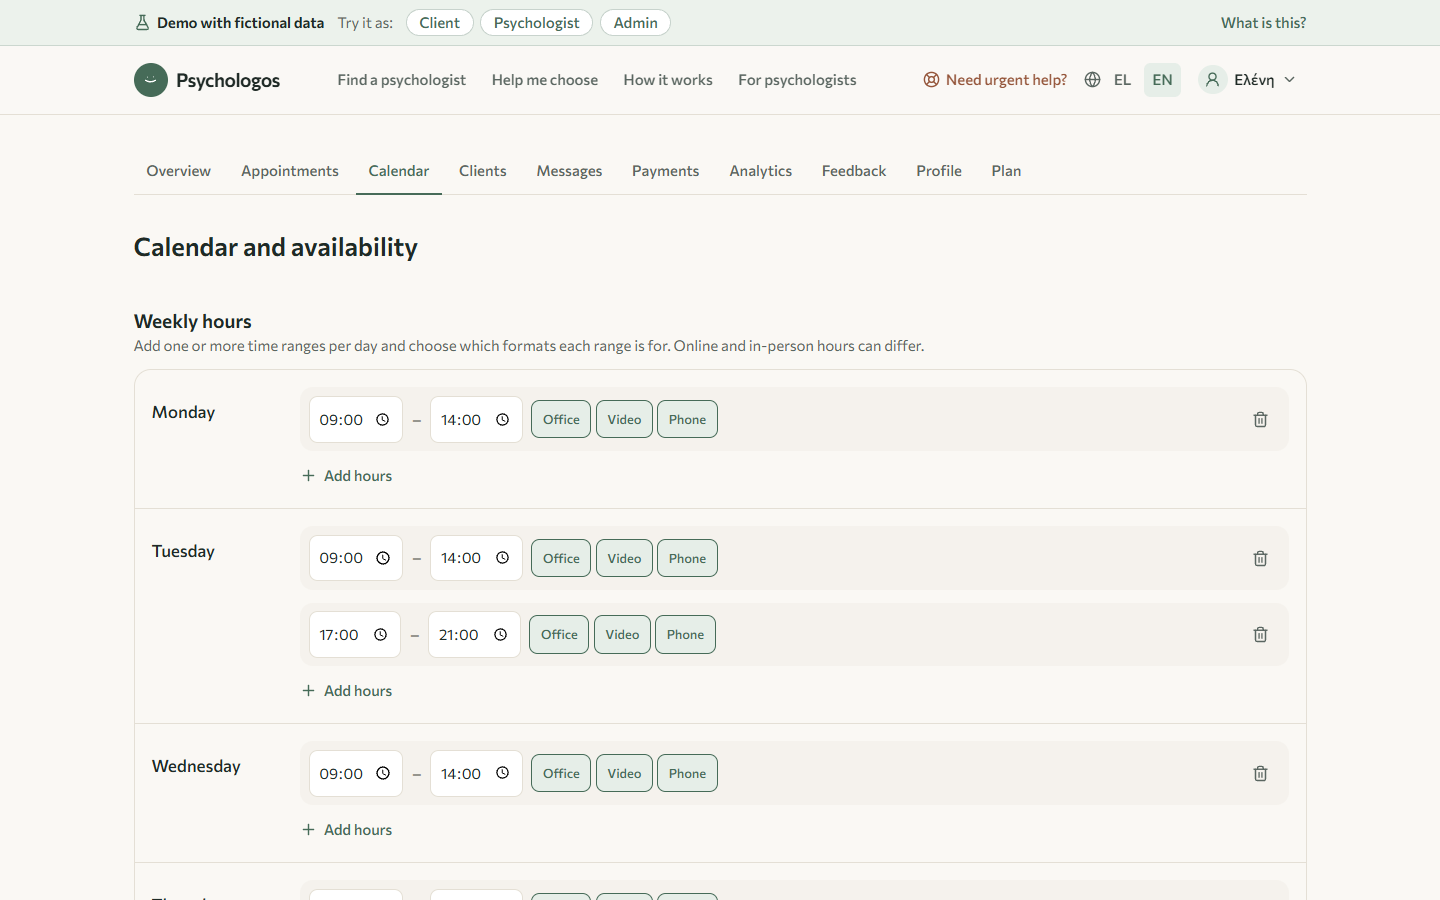 Demo with fictional data Try it as: Client Psychologist Admin What is this?
Psychologos Find a psychologist Help me choose How it works For psychologists Need urgent help? EL EN Ελένη
Overview Appointments Calendar Clients Messages Payments Analytics Feedback Profile Plan
Calendar and availability
Weekly hours
Add one or more time ranges per day and choose which formats each range is for. Online and in-person hours can differ.
Monday 09:00 – 14:00 Office Video Phone
+ Add hours
Tuesday 09:00 – 14:00 Office Video Phone
17:00 – 21:00 Office Video Phone
+ Add hours
Wednesday 09:00 – 14:00 Office Video Phone
+ Add hours